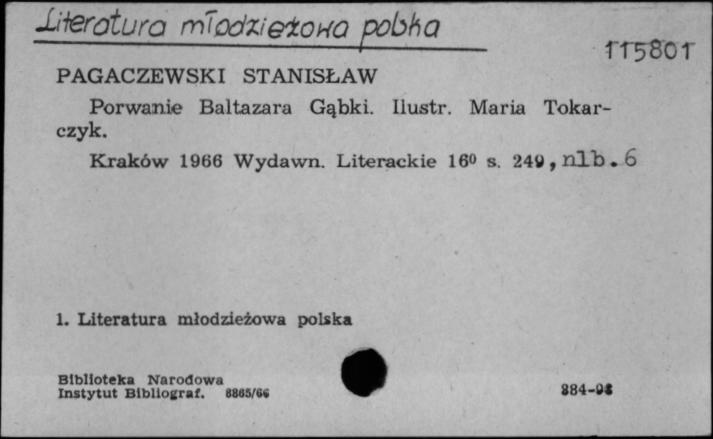 Literatura młodzieżowa polska
115801
PAGACZEWSKI STANISŁAW
Porwanie Baltazara Gąbki. Ilustr. Maria Tokar-
czyk.
Kraków 1966 Wydawn. Literackie 16⁰ s. 249, nlb. 6
1. Literatura młodzieżowa polska
Biblioteka Narodowa
Instytut Bibliograf. 8865/66
884-93